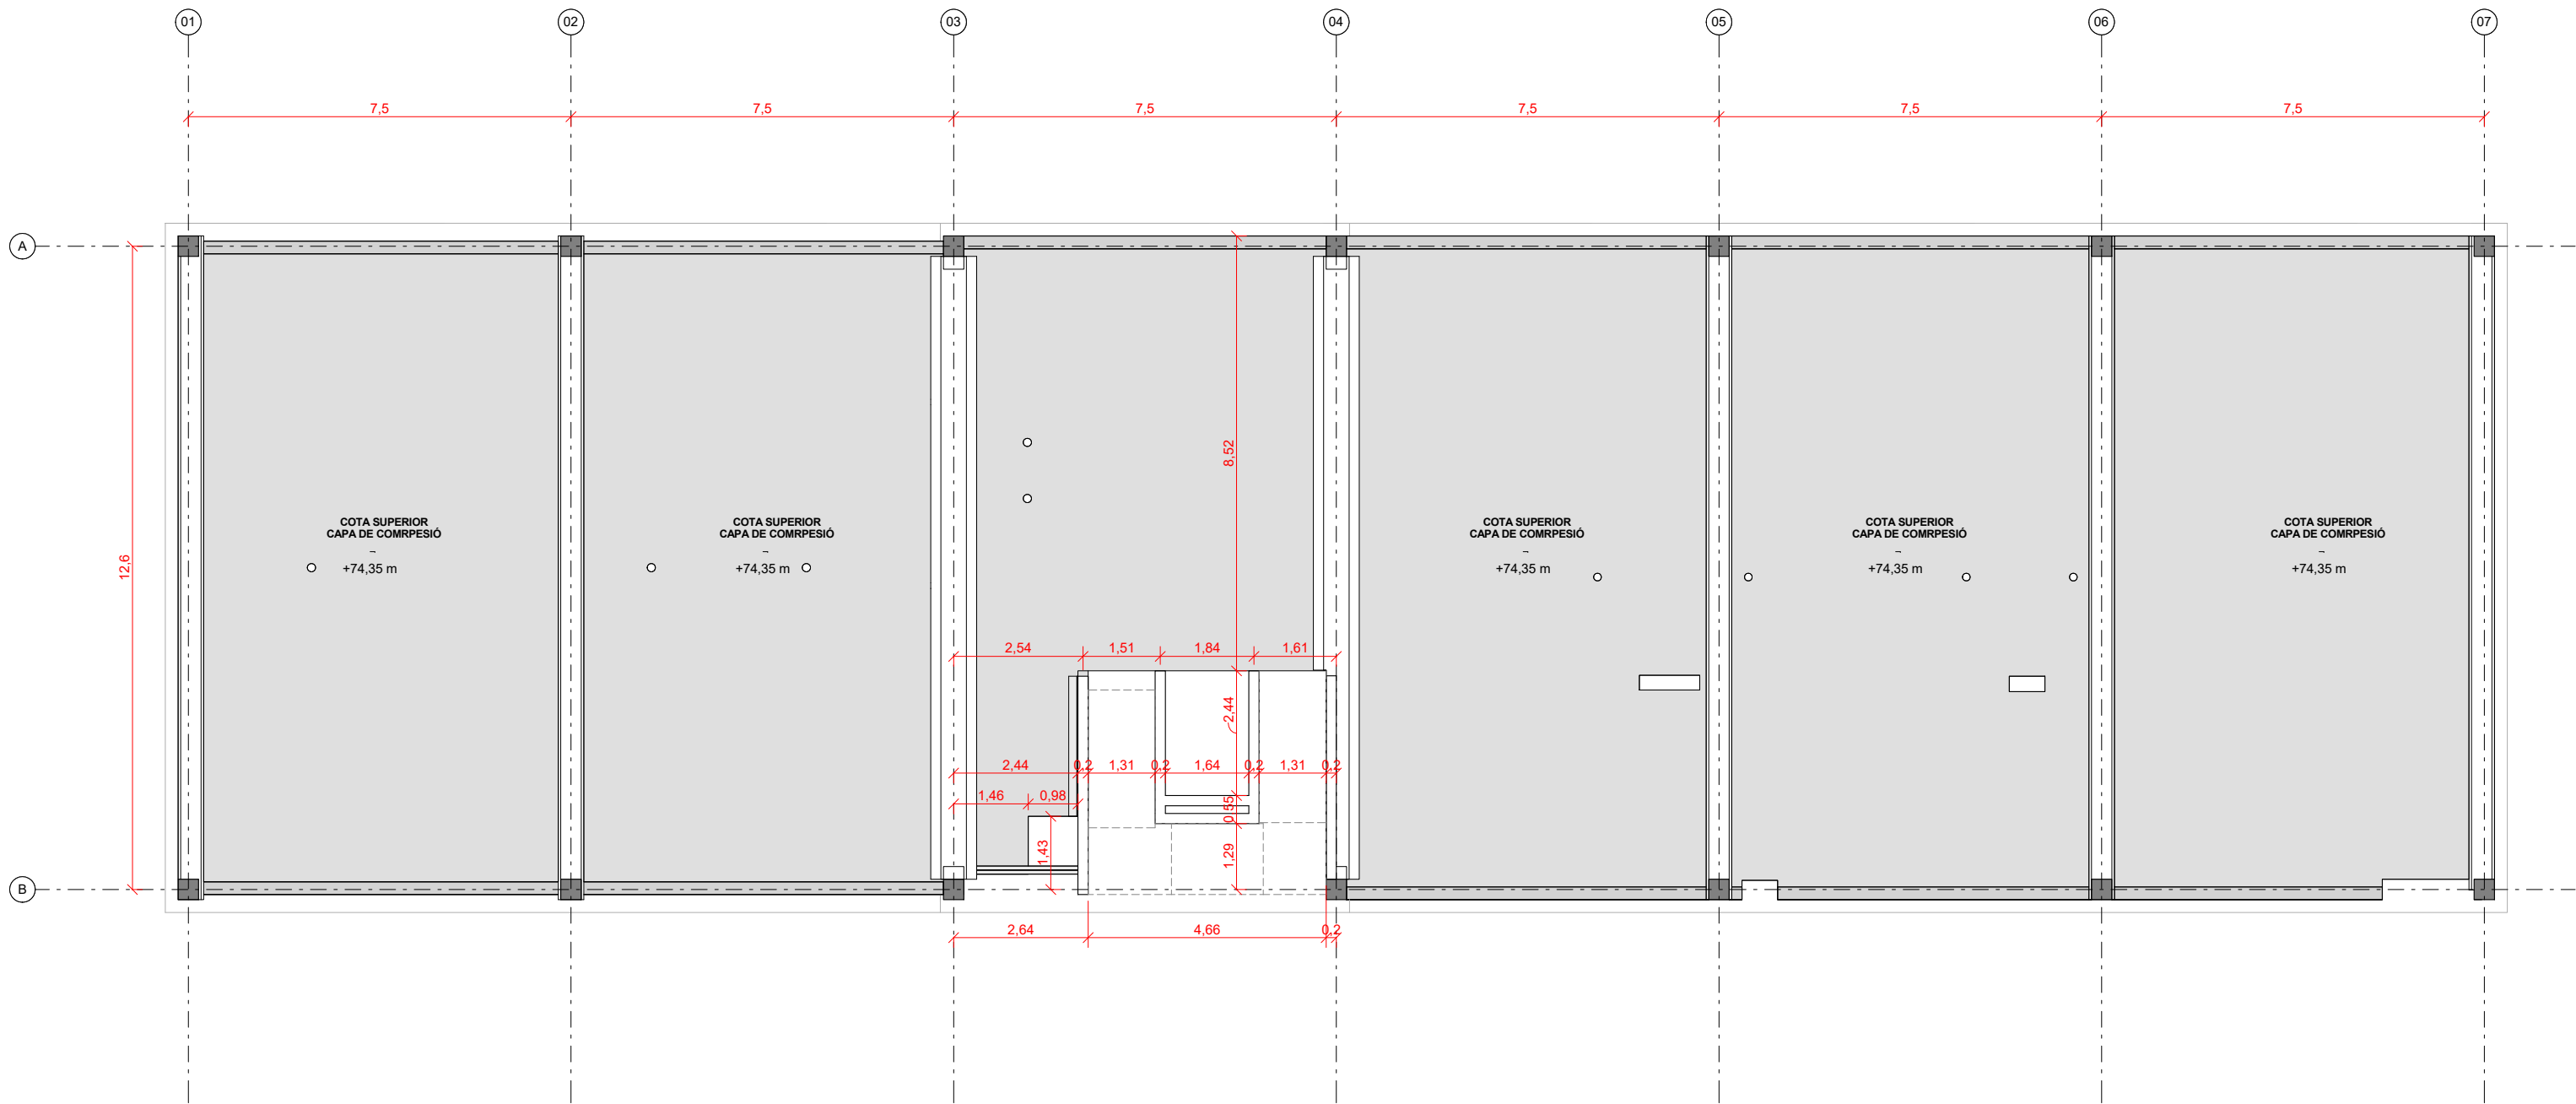 01 02 03 04 05 06 07
7,5 7,5 7,5 7,5 7,5 7,5
A
8,52
12,6
COTA SUPERIOR
CAPA DE COMRPESIÓ
¬
+74,35 m
COTA SUPERIOR
CAPA DE COMRPESIÓ
¬
+74,35 m
COTA SUPERIOR
CAPA DE COMRPESIÓ
¬
+74,35 m
COTA SUPERIOR
CAPA DE COMRPESIÓ
¬
+74,35 m
COTA SUPERIOR
CAPA DE COMRPESIÓ
¬
+74,35 m
2,54 1,51 1,84 1,61
2,44
2,44 0,2 1,31 0,2 1,64 0,2 1,31 0,2
1,46 0,98
0,55
1,43
1,29
B
2,64 4,66 0,2